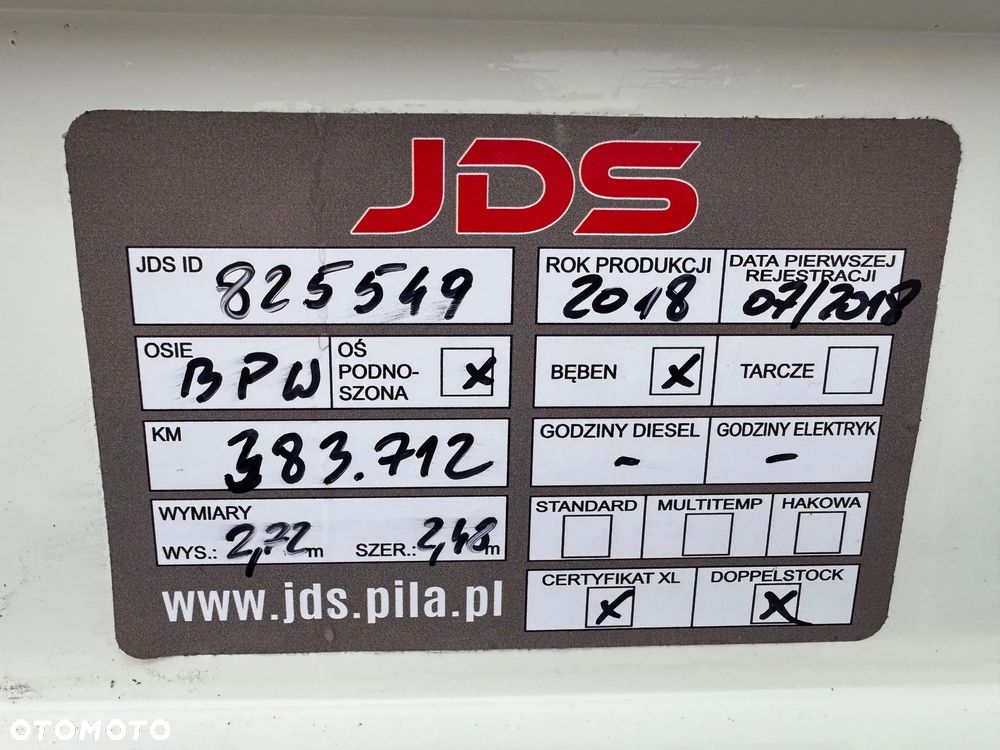 JDS
JDS ID 825549
ROK PRODUKCJI 2018
DATA PIERWSZEJ
REJESTRACJI
07/2018
OSIE BPW
OŚ
PODNO-
SZONA X
BĘBEN X
TARCZE
KM 383.712
GODZINY DIESEL -
GODZINY ELEKTRYK -
WYMIARY
WYS.: 2,72 m SZER.: 2,48 m
STANDARD
MULTITEMP
HAKOWA
CERTYFIKAT XL X
DOPPELSTOCK X
www.jds.pila.pl
OTOMOTO